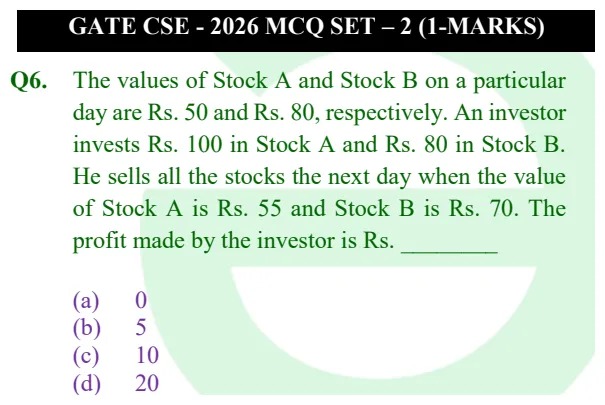 GATE CSE - 2026 MCQ SET – 2 (1-MARKS)
Q6. The values of Stock A and Stock B on a particular
day are Rs. 50 and Rs. 80, respectively. An investor
invests Rs. 100 in Stock A and Rs. 80 in Stock B.
He sells all the stocks the next day when the value
of Stock A is Rs. 55 and Stock B is Rs. 70. The
profit made by the investor is Rs. ________
(a) 0
(b) 5
(c) 10
(d) 20